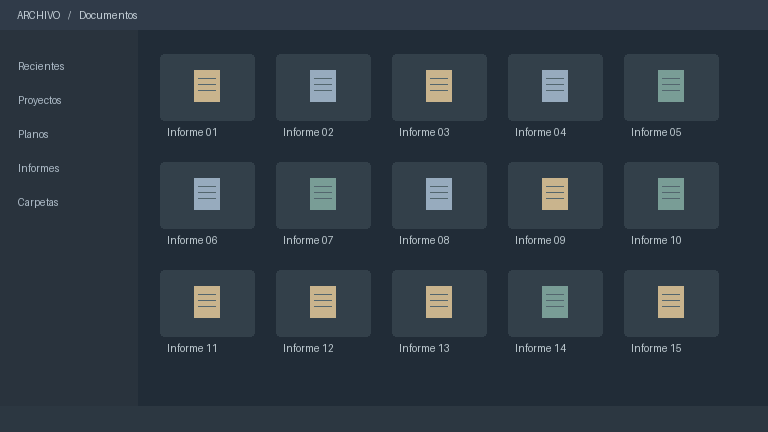 ARCHIVO / Documentos
Recientes
Proyectos
Planos
Informes
Carpetas
Informe 01
Informe 02
Informe 03
Informe 04
Informe 05
Informe 06
Informe 07
Informe 08
Informe 09
Informe 10
Informe 11
Informe 12
Informe 13
Informe 14
Informe 15